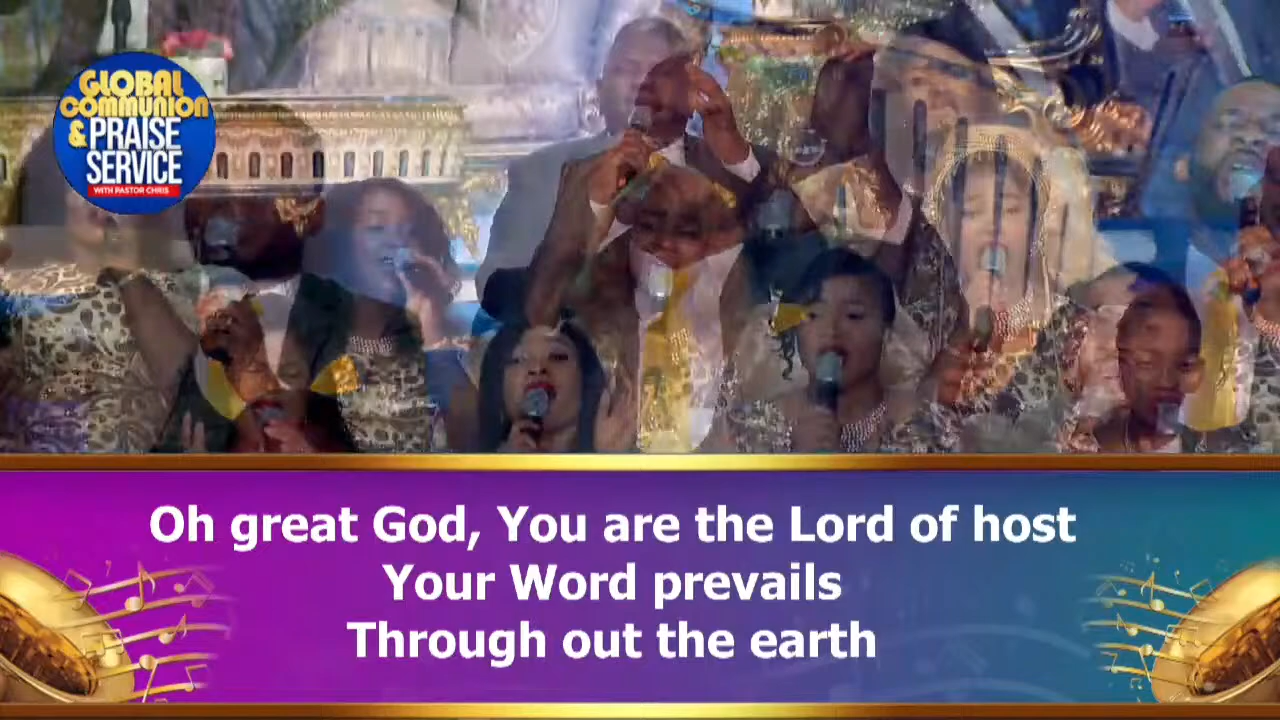 GLOBAL
COMMUNION
& PRAISE
SERVICE
WITH PASTOR CHRIS
Oh great God, You are the Lord of host
Your Word prevails
Through out the earth